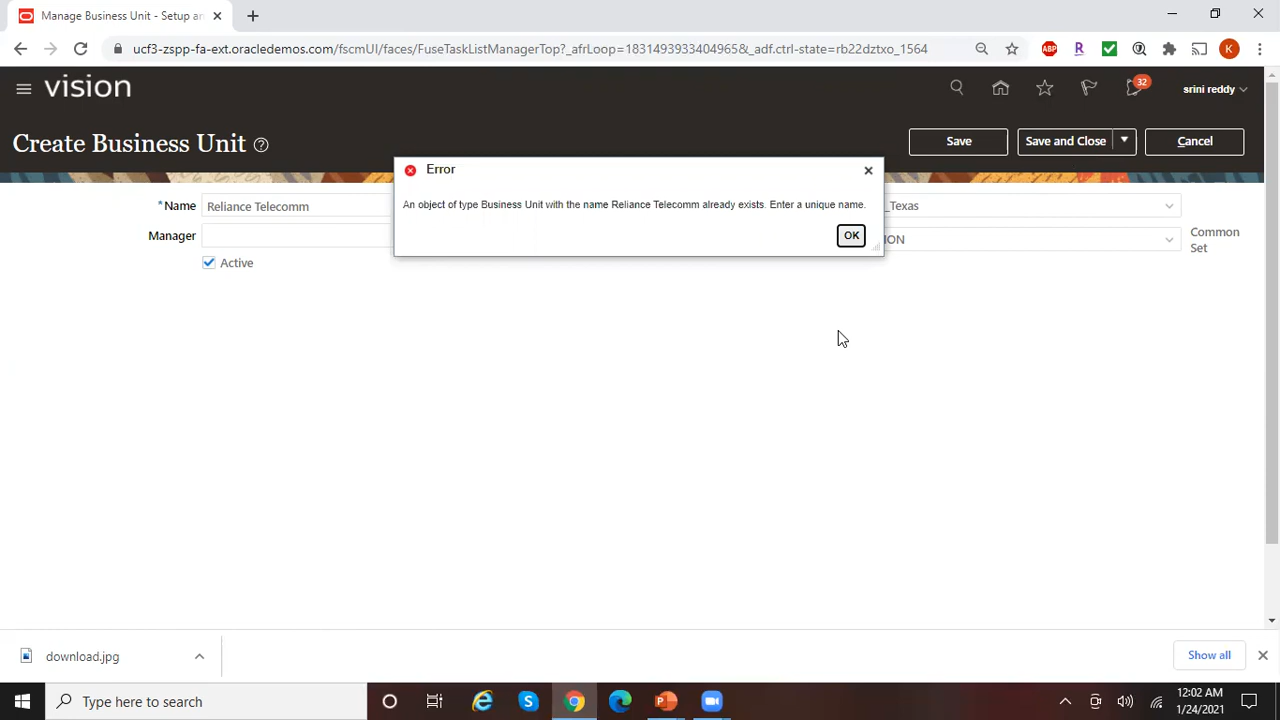 Manage Business Unit - Setup an
ucf3-zspp-fa-ext.oracledemos.com/fscmUI/faces/FuseTaskListManagerTop?_afrLoop=1831493933404965&_adf.ctrl-state=rb22dztxo_1564
ABP
R
K
vision
32
srini reddy
Create Business Unit
Save
Save and Close
Cancel
Error
An object of type Business Unit with the name Reliance Telecomm already exists. Enter a unique name.
OK
*Name
Reliance Telecomm
_Texas
Manager
ION
Common
Set
Active
download.jpg
Show all
Type here to search
12:02 AM
1/24/2021